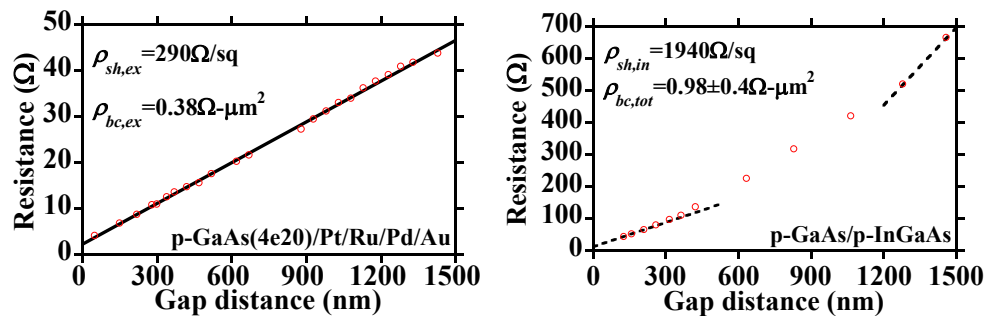 50
40
30
20
10
0
Resistance (Ω)
ρsh,ex=290Ω/sq
ρbc,ex=0.38Ω-μm²
p-GaAs(4e20)/Pt/Ru/Pd/Au
0 300 600 900 1200 1500
Gap distance (nm)
700
600
500
400
300
200
100
0
Resistance (Ω)
ρsh,in=1940Ω/sq
ρbc,tot=0.98±0.4Ω-μm²
p-GaAs/p-InGaAs
0 300 600 900 1200 1500
Gap distance (nm)